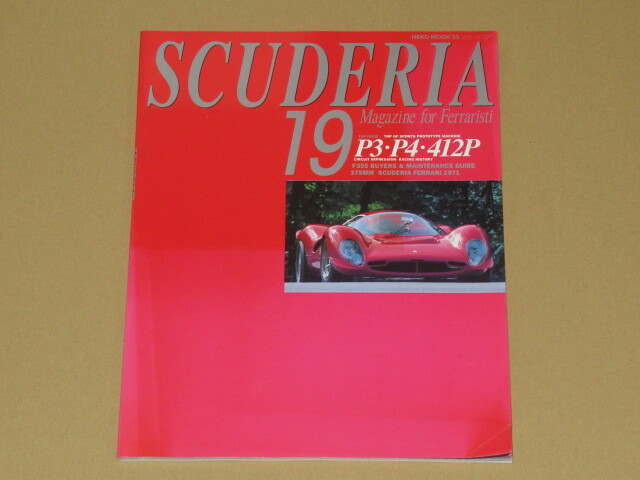 NEKO MOOK 35
SCUDERIA
19
Magazine for Ferraristi
TOP OF SPORTS PROTOTYPE MACHINE
P3・P4・412P
CIRCUIT IMPRESSION RACING HISTORY
F355 BUYERS & MAINTENANCE GUIDE
375MM SCUDERIA FERRARI 1971